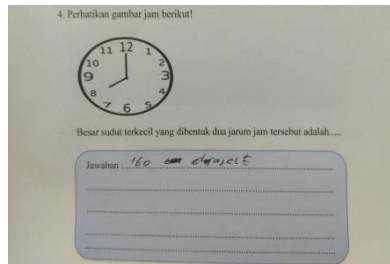 4. Perhatikan gambar jam berikut!
11 12 1
10 2
9 3
8 4
7 6 5
Besar sudut terkecil yang dibentuk dua jarum jam tersebut adalah.....
Jawaban : 160 derajat